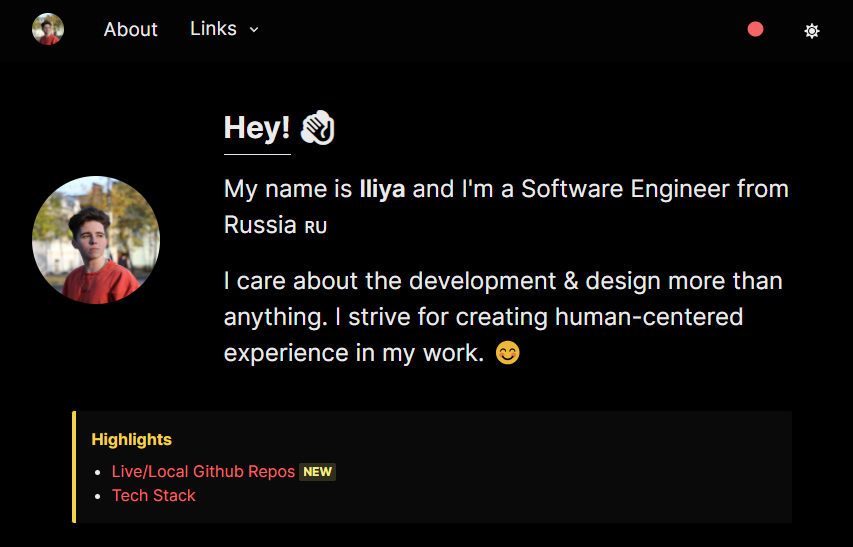 About
Links
Hey! 👋
My name is Iliya and I'm a Software Engineer from
Russia RU
I care about the development & design more than
anything. I strive for creating human-centered
experience in my work. 😊
Highlights
Live/Local Github Repos NEW
Tech Stack